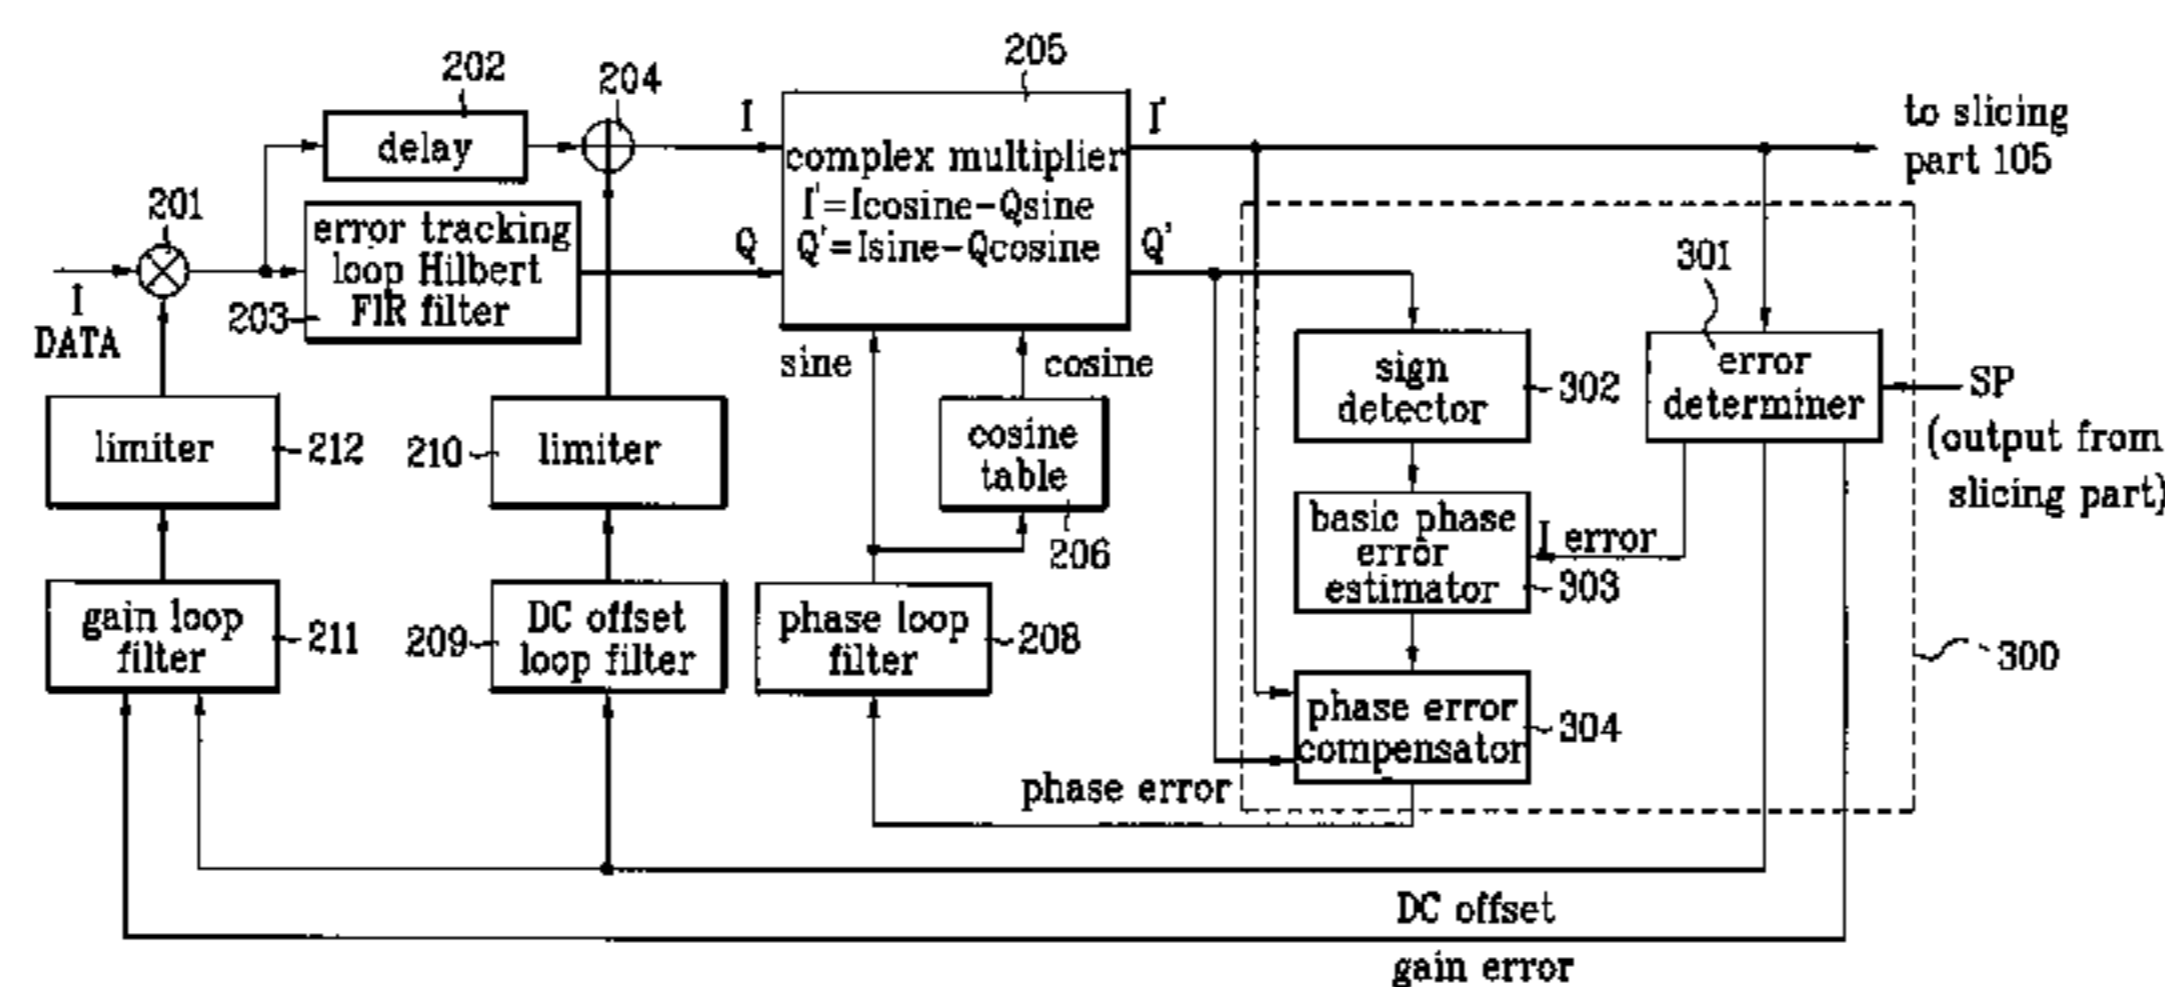 205
202
204
I
I'
to slicing
part 105
delay
complex multiplier
I'=Icosine-Qsine
Q'=Isine-Qcosine
201
error tracking
loop Hilbert
FIR filter
203
Q
Q'
I
DATA
301
sine
cosine
sign
detector
302
error
determiner
SP
(output from
slicing part)
limiter
212
210
limiter
cosine
table
206
basic phase
error
estimator
303
I error
gain loop
filter
211
209
DC offset
loop filter
phase loop
filter
208
300
phase error
compensator
304
phase error
DC offset
gain error